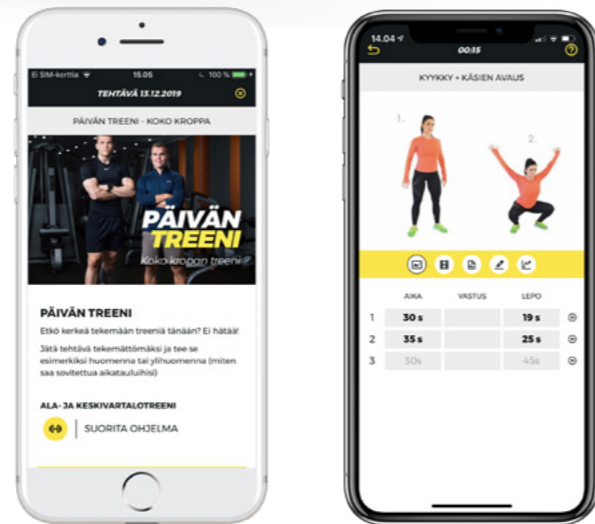 Ei SIM-korttia
15.05
100 %
TEHTÄVÄ 13.12.2019
PÄIVÄN TREENI - KOKO KROPPA
PÄIVÄN
TREENI
Koko kropan treeni
PÄIVÄN TREENI
Etkö kerkeä tekemään treeniä tänään? Ei hätää!
Jätä tehtävä tekemättömäksi ja tee se
esimerkiksi huomenna tai ylihuomenna (miten
saa sovitettua aikatauluihisi)
ALA- JA KESKIVARTALOTREENI
SUORITA OHJELMA
14.04
00:15
?
KYYKKY + KÄSIEN AVAUS
1.
2.
AIKA VASTUS LEPO
1 30 s 19 s
2 35 s 25 s
3 30s 45s